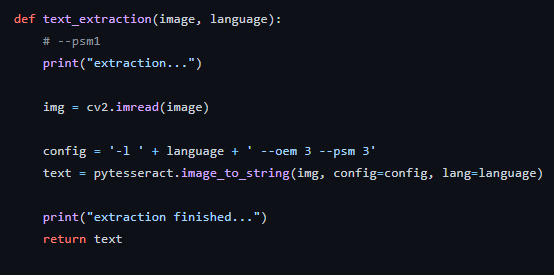 def text_extraction(image, language):
    # --psm1
    print("extraction...")

    img = cv2.imread(image)

    config = '-l ' + language + ' --oem 3 --psm 3'
    text = pytesseract.image_to_string(img, config=config, lang=language)

    print("extraction finished...")
    return text